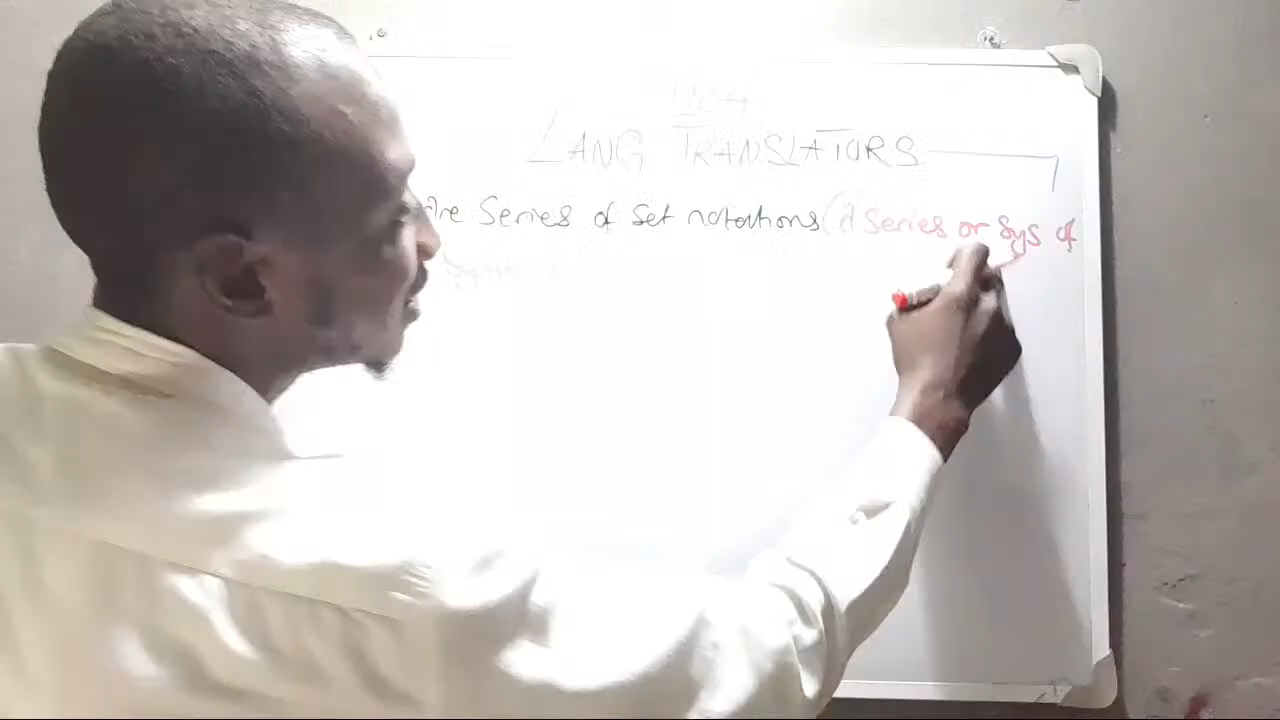 LANG TRANSLATORS
Are Series of Set notations (A Series or Sys of